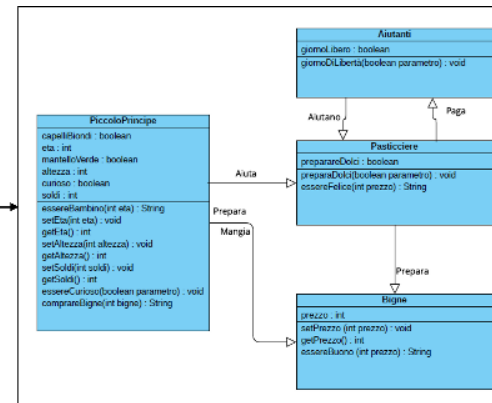 Aiutanti
giornoLibero : boolean
giornoDiLibertà(boolean parametro) : void
Aiutano
Paga
PiccoloPrincipe
capelliBiondi : boolean
eta : int
mantelloVerde : boolean
altezza : int
curioso : boolean
soldi : int
essereBambino(int eta) : String
setEta(int eta) : void
getEta() : int
setAltezza(int altezza) : void
getAltezza() : int
setSoldi(int soldi) : void
getSoldi() : int
essereCurioso(boolean parametro) : void
comprareBigne(int bigne) : String
Aiuta
Prepara
Mangia
Pasticciere
preparareDolci : boolean
preparaDolci(boolean parametro) : void
essereFelice(int prezzo) : String
Prepara
Bigne
prezzo : int
setPrezzo (int prezzo) : void
getPrezzo() : int
essereBuono (int prezzo) : String